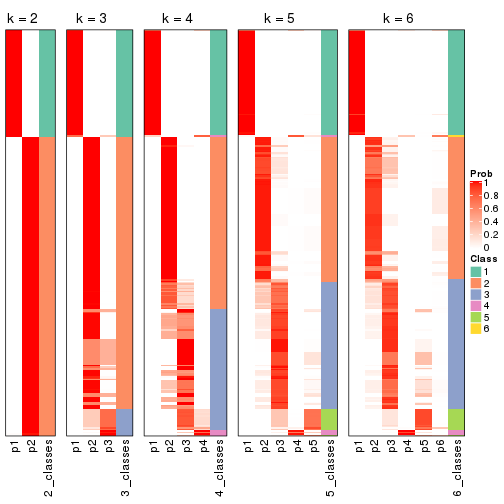 k = 2
k = 3
k = 4
k = 5
k = 6
Prob
1
0.8
0.6
0.4
0.2
0
Class
1
2
3
4
5
6
p1
p2
2_classes
p1
p2
p3
3_classes
p1
p2
p3
p4
4_classes
p1
p2
p3
p4
p5
5_classes
p1
p2
p3
p4
p5
p6
6_classes